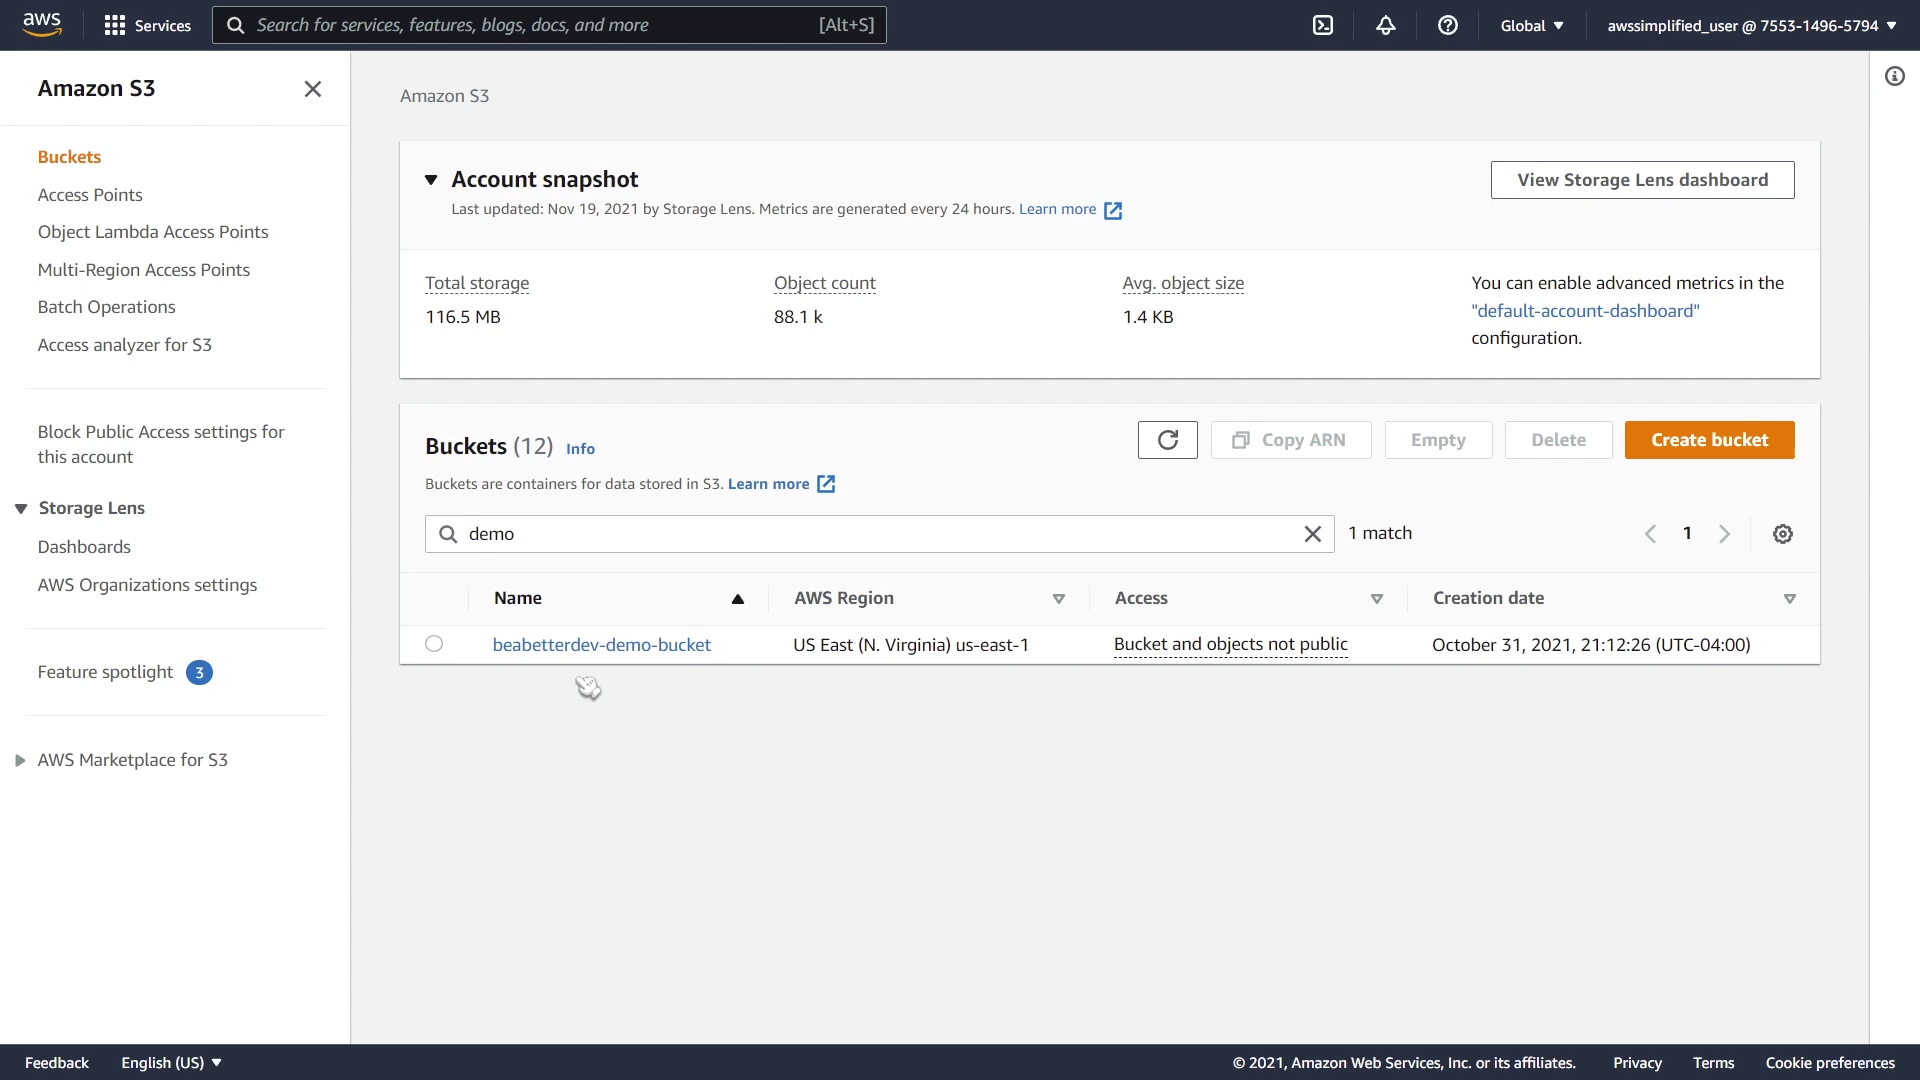 aws
Services
Search for services, features, blogs, docs, and more
[Alt+S]
Global
awssimplified_user @ 7553-1496-5794
Amazon S3
Buckets
Access Points
Object Lambda Access Points
Multi-Region Access Points
Batch Operations
Access analyzer for S3
Block Public Access settings for
this account
Storage Lens
Dashboards
AWS Organizations settings
Feature spotlight 3
AWS Marketplace for S3
Amazon S3
Account snapshot
Last updated: Nov 19, 2021 by Storage Lens. Metrics are generated every 24 hours. Learn more
View Storage Lens dashboard
Total storage
116.5 MB
Object count
88.1 k
Avg. object size
1.4 KB
You can enable advanced metrics in the
"default-account-dashboard"
configuration.
Buckets (12) Info
Copy ARN
Empty
Delete
Create bucket
Buckets are containers for data stored in S3. Learn more
demo
1 match
1
Name
AWS Region
Access
Creation date
beabetterdev-demo-bucket
US East (N. Virginia) us-east-1
Bucket and objects not public
October 31, 2021, 21:12:26 (UTC-04:00)
Feedback
English (US)
© 2021, Amazon Web Services, Inc. or its affiliates.
Privacy
Terms
Cookie preferences